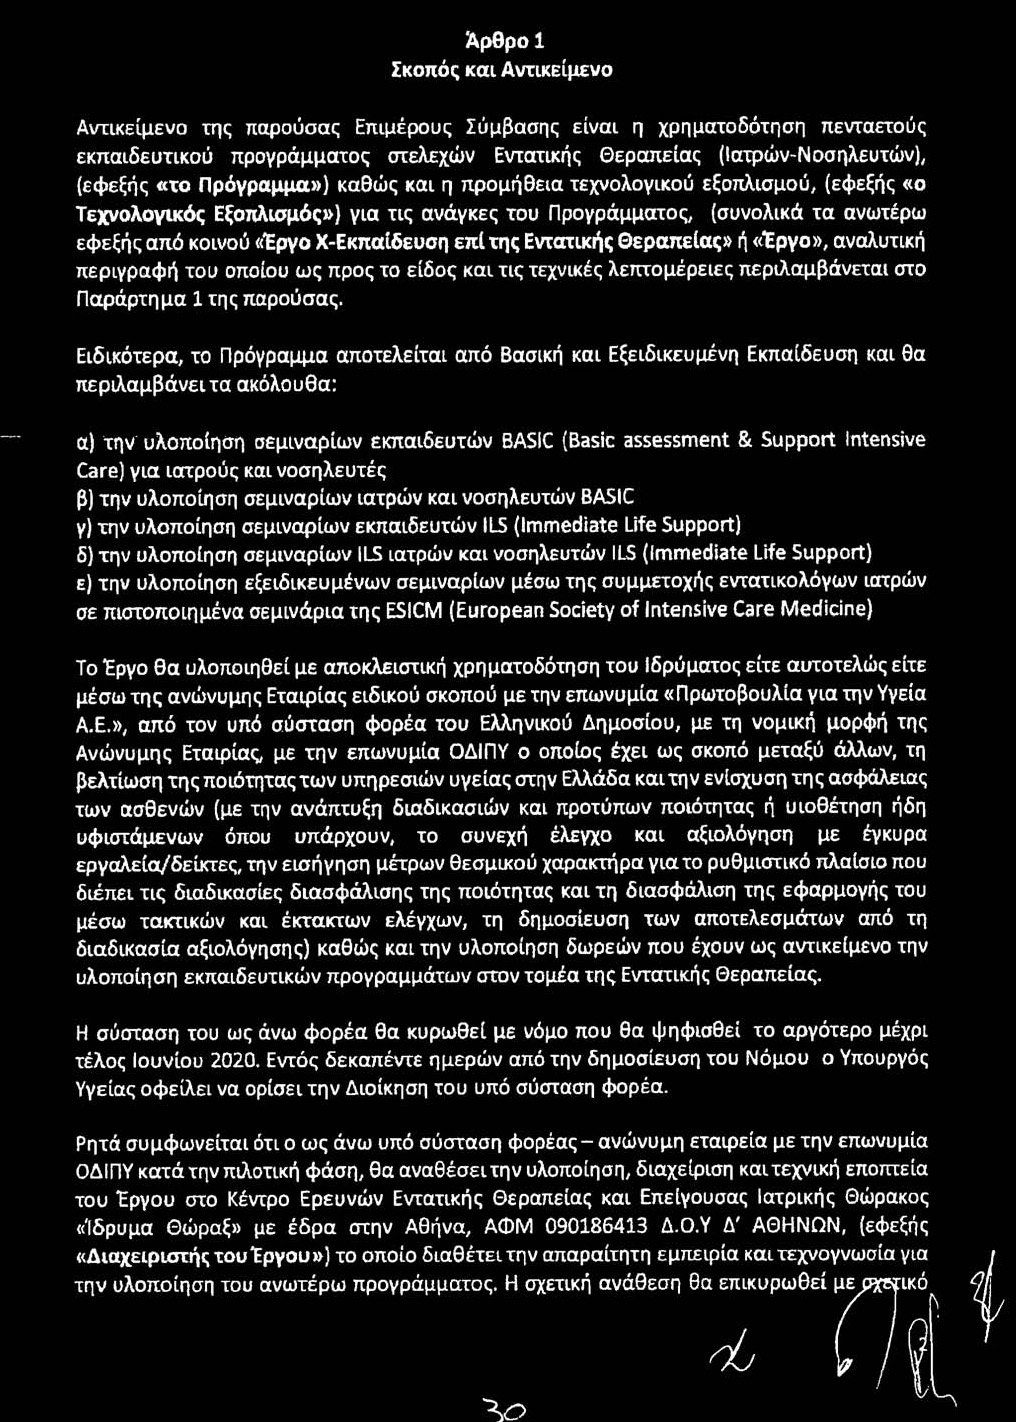 Άρθρο 1
Σκοπός και Αντικείμενο
Αντικείμενο της παρούσας Επιμέρους Σύμβασης είναι η χρηματοδότηση πενταετούς
εκπαιδευτικού προγράμματος στελεχών Εντατικής Θεραπείας (Ιατρών-Νοσηλευτών),
(εφεξής «το Πρόγραμμα») καθώς και η προμήθεια τεχνολογικού εξοπλισμού, (εφεξής «ο
Τεχνολογικός Εξοπλισμός») για τις ανάγκες του Προγράμματος, (συνολικά τα ανωτέρω
εφεξής από κοινού «Έργο Χ-Εκπαίδευση επί της Εντατικής Θεραπείας» ή «Έργο», αναλυτική
περιγραφή του οποίου ως προς το είδος και τις τεχνικές λεπτομέρειες περιλαμβάνεται στο
Παράρτημα 1 της παρούσας.
Ειδικότερα, το Πρόγραμμα αποτελείται από Βασική και Εξειδικευμένη Εκπαίδευση και θα
περιλαμβάνει τα ακόλουθα:
α) την υλοποίηση σεμιναρίων εκπαιδευτών BASIC (Basic assessment & Support Intensive
Care) για ιατρούς και νοσηλευτές
β) την υλοποίηση σεμιναρίων ιατρών και νοσηλευτών BASIC
γ) την υλοποίηση σεμιναρίων εκπαιδευτών ILS (Immediate Life Support)
δ) την υλοποίηση σεμιναρίων ILS ιατρών και νοσηλευτών ILS (Immediate Life Support)
ε) την υλοποίηση εξειδικευμένων σεμιναρίων μέσω της συμμετοχής εντατικολόγων ιατρών
σε πιστοποιημένα σεμινάρια της ESICM (European Society of Intensive Care Medicine)
Το Έργο θα υλοποιηθεί με αποκλειστική χρηματοδότηση του Ιδρύματος είτε αυτοτελώς είτε
μέσω της ανώνυμης Εταιρίας ειδικού σκοπού με την επωνυμία «Πρωτοβουλία για την Υγεία
Α.Ε.», από τον υπό σύσταση φορέα του Ελληνικού Δημοσίου, με τη νομική μορφή της
Ανώνυμης Εταιρίας, με την επωνυμία ΟΔΙΠΥ ο οποίος έχει ως σκοπό μεταξύ άλλων, τη
βελτίωση της ποιότητας των υπηρεσιών υγείας στην Ελλάδα και την ενίσχυση της ασφάλειας
των ασθενών (με την ανάπτυξη διαδικασιών και προτύπων ποιότητας ή υιοθέτηση ήδη
υφιστάμενων όπου υπάρχουν, το συνεχή έλεγχο και αξιολόγηση με έγκυρα
εργαλεία/δείκτες, την εισήγηση μέτρων θεσμικού χαρακτήρα για το ρυθμιστικό πλαίσιο που
διέπει τις διαδικασίες διασφάλισης της ποιότητας και τη διασφάλιση της εφαρμογής του
μέσω τακτικών και έκτακτων ελέγχων, τη δημοσίευση των αποτελεσμάτων από τη
διαδικασία αξιολόγησης) καθώς και την υλοποίηση δωρεών που έχουν ως αντικείμενο την
υλοποίηση εκπαιδευτικών προγραμμάτων στον τομέα της Εντατικής Θεραπείας.
Η σύσταση του ως άνω φορέα θα κυρωθεί με νόμο που θα ψηφισθεί το αργότερο μέχρι
τέλος Ιουνίου 2020. Εντός δεκαπέντε ημερών από την δημοσίευση του Νόμου ο Υπουργός
Υγείας οφείλει να ορίσει την Διοίκηση του υπό σύσταση φορέα.
Ρητά συμφωνείται ότι ο ως άνω υπό σύσταση φορέας – ανώνυμη εταιρεία με την επωνυμία
ΟΔΙΠΥ κατά την πιλοτική φάση, θα αναθέσει την υλοποίηση, διαχείριση και τεχνική εποπτεία
του Έργου στο Κέντρο Ερευνών Εντατικής Θεραπείας και Επείγουσας Ιατρικής Θώρακος
«Ίδρυμα Θώραξ» με έδρα στην Αθήνα, ΑΦΜ 090186413 Δ.Ο.Υ Δ' ΑΘΗΝΩΝ, (εφεξής
«Διαχειριστής του Έργου») το οποίο διαθέτει την απαραίτητη εμπειρία και τεχνογνωσία για
την υλοποίηση του ανωτέρω προγράμματος. Η σχετική ανάθεση θα επικυρωθεί με σχετικό
30